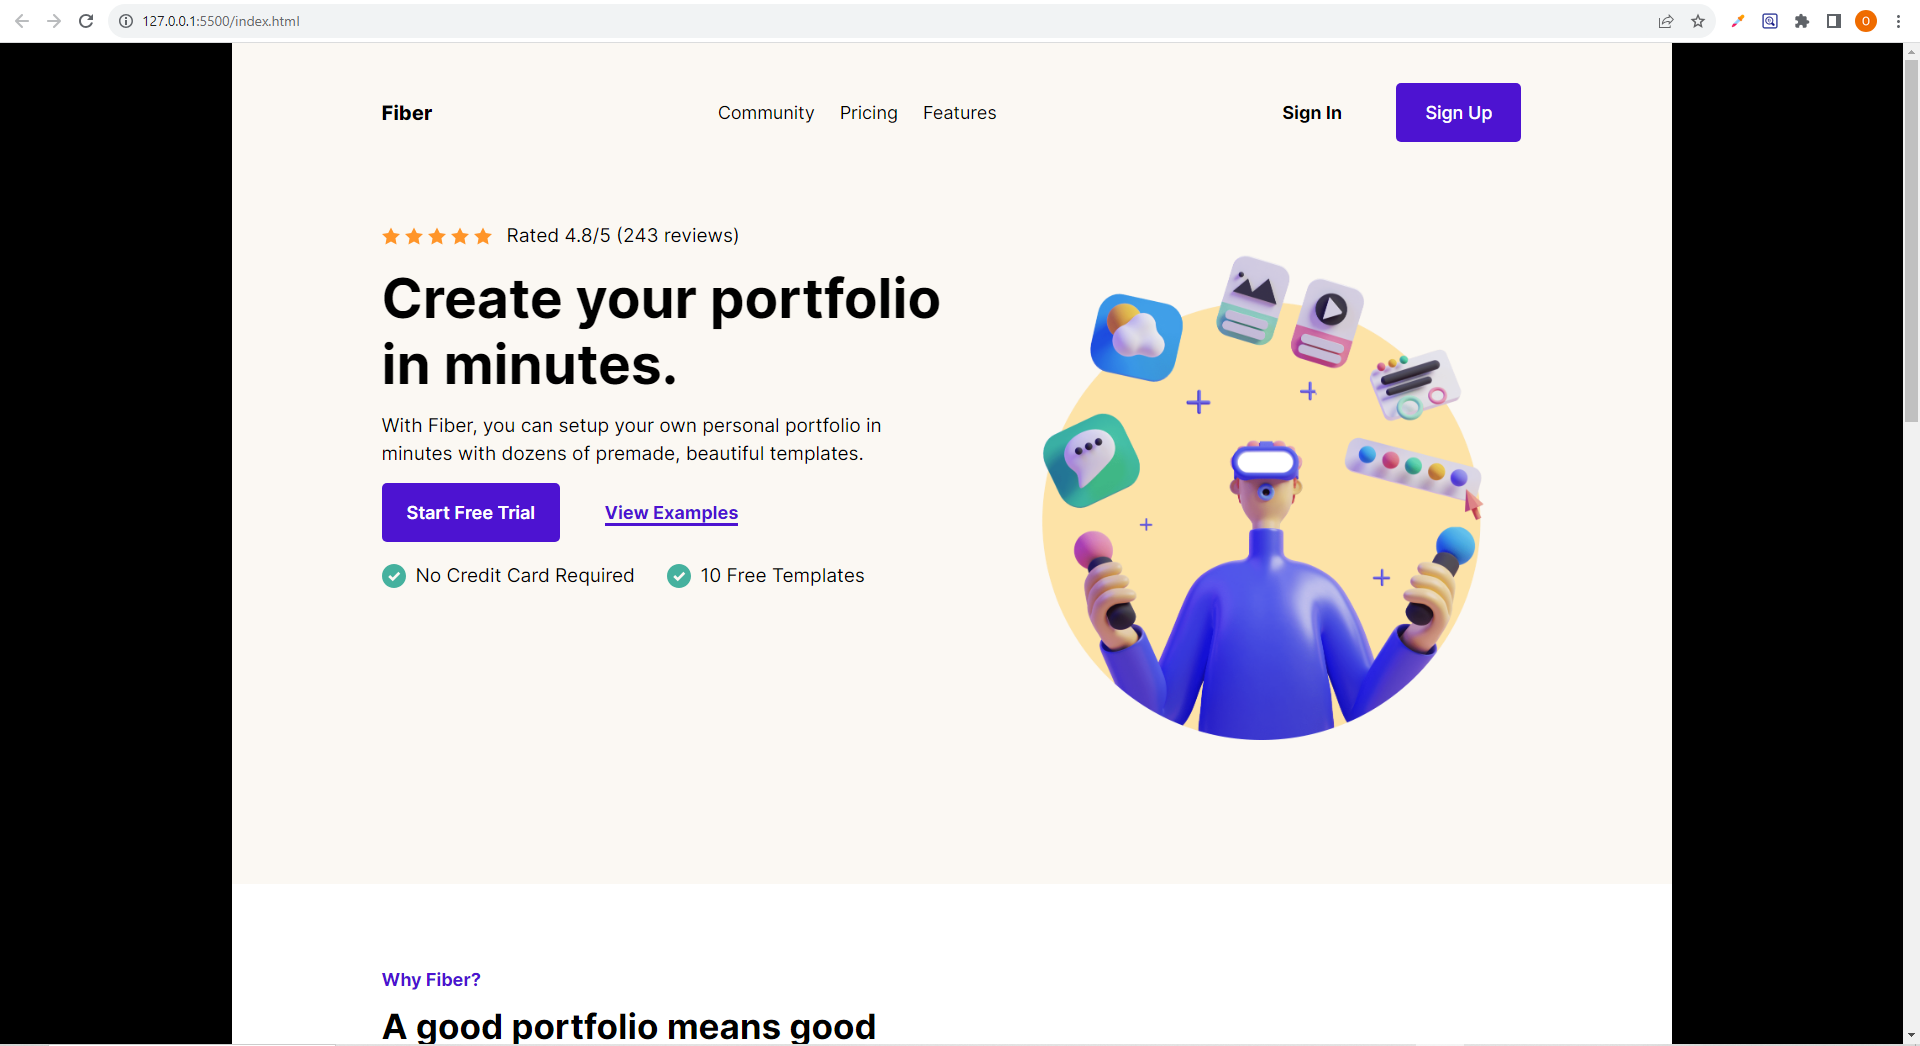 127.0.0.1:5500/index.html
O
Fiber
Community Pricing Features
Sign In
Sign Up
Rated 4.8/5 (243 reviews)
Create your portfolio
in minutes.
With Fiber, you can setup your own personal portfolio in
minutes with dozens of premade, beautiful templates.
Start Free Trial
View Examples
No Credit Card Required
10 Free Templates
Why Fiber?
A good portfolio means good